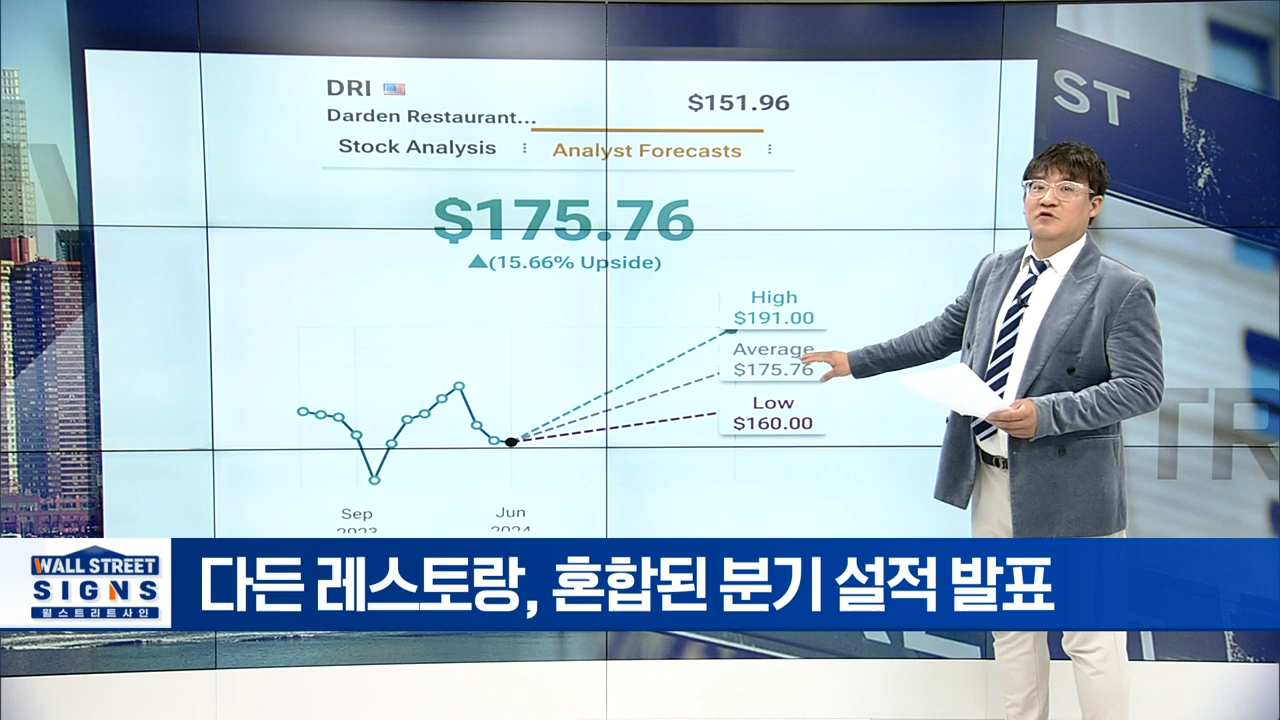 DRI
$151.96
Darden Restaurant...
Stock Analysis
Analyst Forecasts
$175.76
▲(15.66% Upside)
High
$191.00
Average
$175.76
Low
$160.00
Sep
2023
Jun
2024
ST
TR
WALL STREET
SIGNS
월스트리트사인
다든 레스토랑, 혼합된 분기 설적 발표